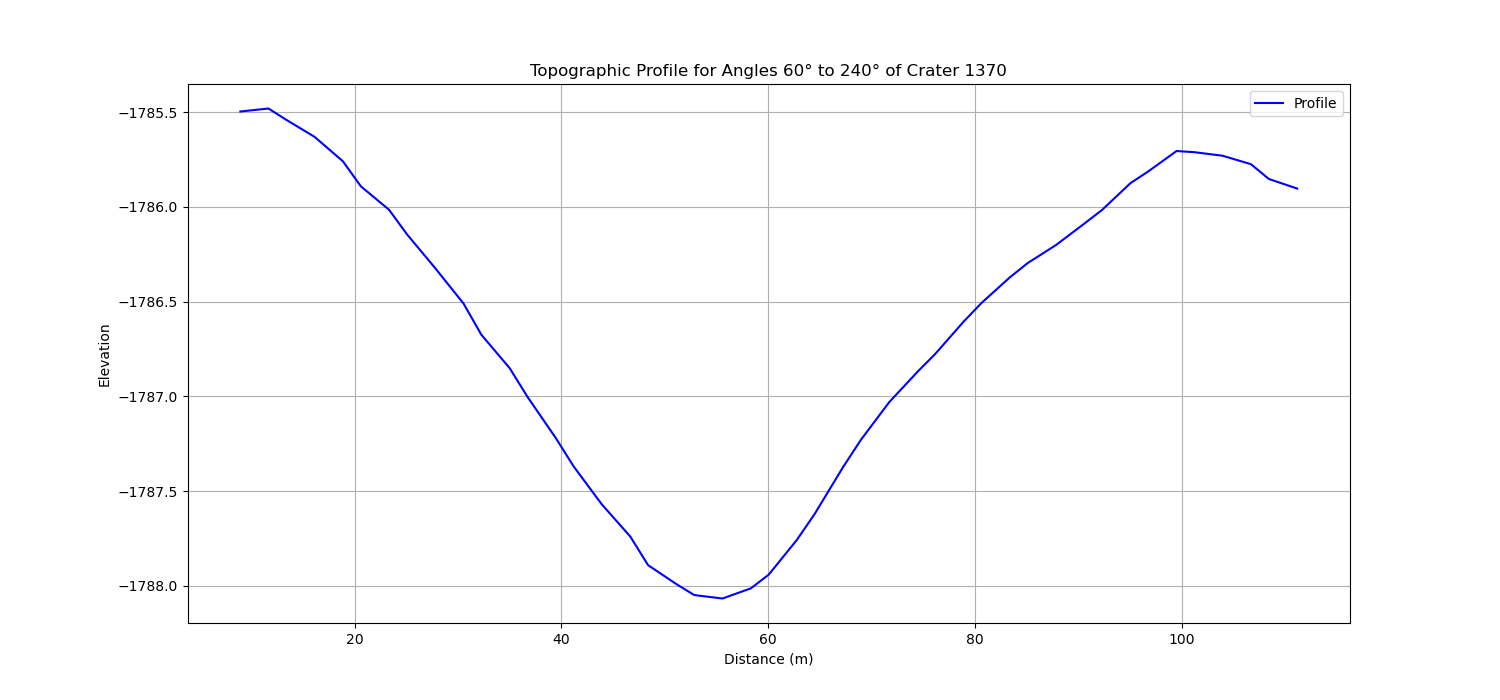 Topographic Profile for Angles 60° to 240° of Crater 1370
Profile
−1785.5
−1786.0
−1786.5
−1787.0
−1787.5
−1788.0
Elevation
20 40 60 80 100
Distance (m)